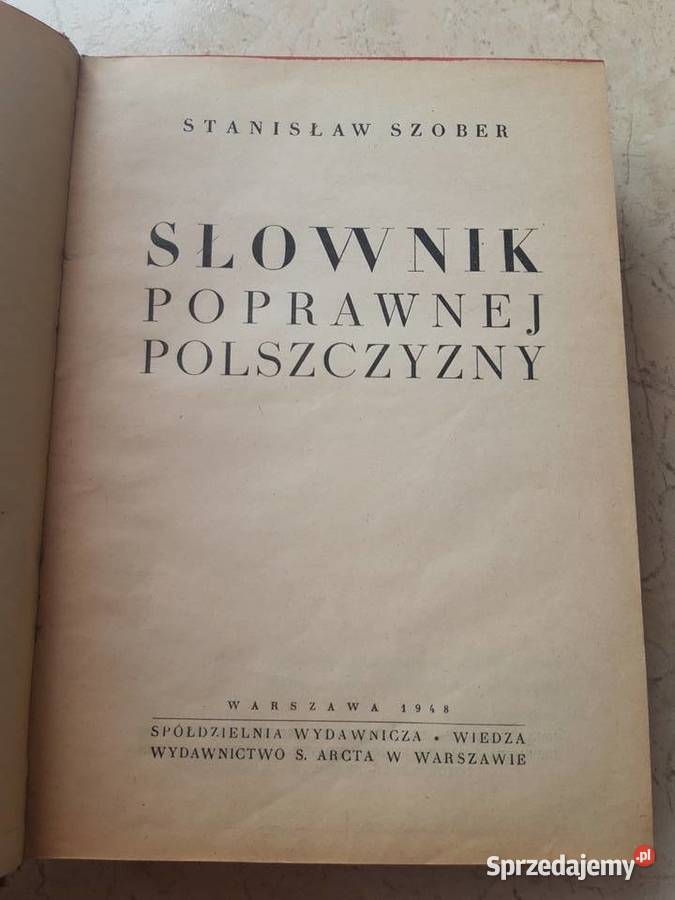 STANISŁAW SZOBER
SŁOWNIK
POPRAWNEJ
POLSZCZYZNY
WARSZAWA 1948
SPÓŁDZIELNIA WYDAWNICZA • WIEDZA
WYDAWNICTWO S. ARCTA W WARSZAWIE
Sprzedajemy.pl